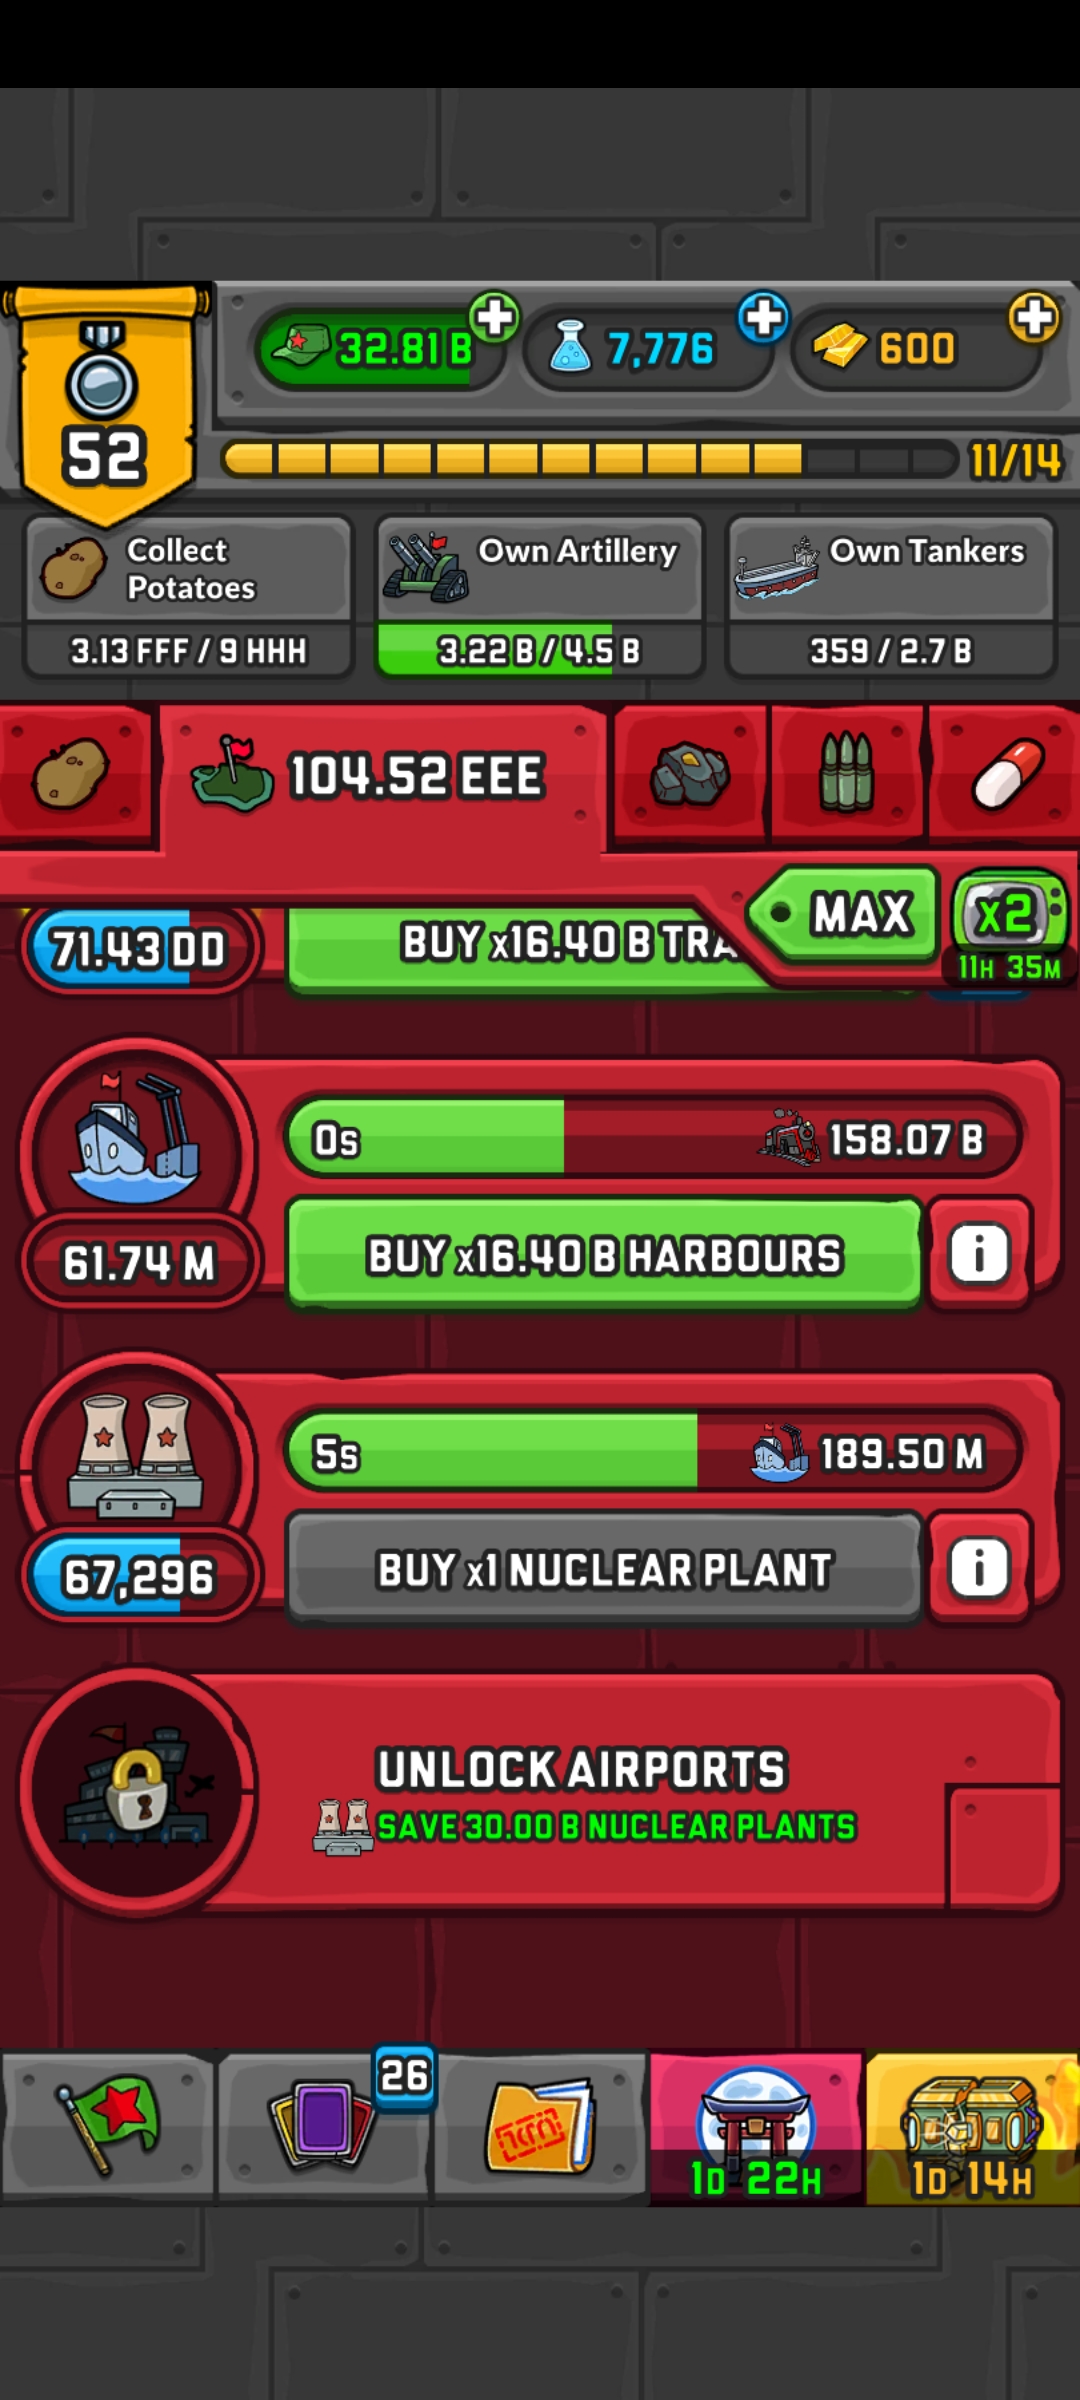 32.81 B
7,776
600
52
11/14
Collect
Potatoes
Own Artillery
Own Tankers
3.13 FFF / 9 HHH
3.22 B / 4.5 B
359 / 2.7 B
104.52 EEE
MAX
x2
11H 35M
71.43 DD
BUY x16.40 B TRA
0s
158.07 B
61.74 M
BUY x16.40 B HARBOURS
i
5s
189.50 M
67,296
BUY x1 NUCLEAR PLANT
i
UNLOCK AIRPORTS
SAVE 30.00 B NUCLEAR PLANTS
26
1D 22H
1D 14H